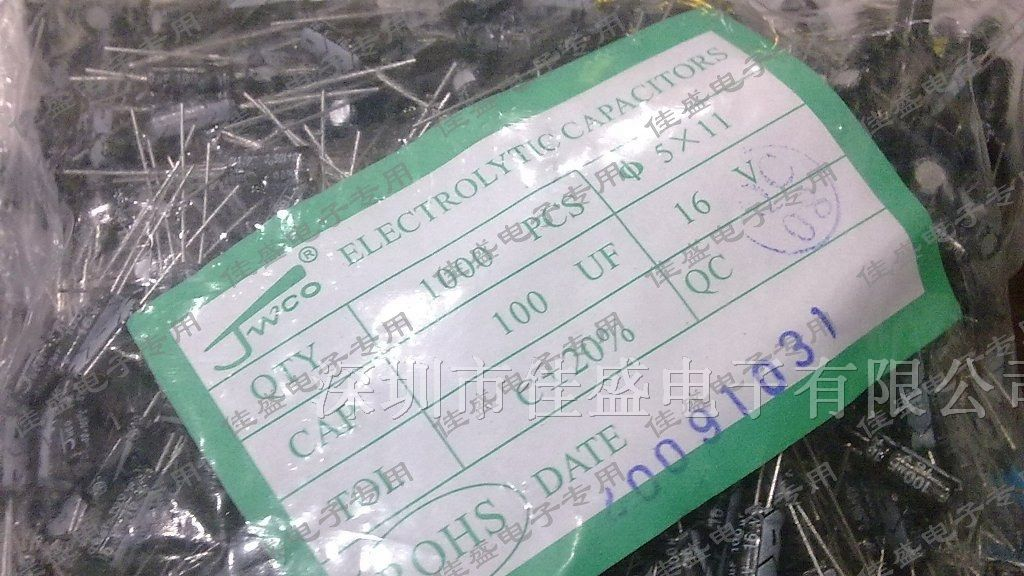 Jwco® ELECTROLYTIC CAPACITORS
QTY 1000 PCS Φ 5×11
CAP 100 UF 16 V
TOL ±20% QC
ROHS DATE 20091031
08
深圳市佳盛电子有限公司
佳盛电子专用